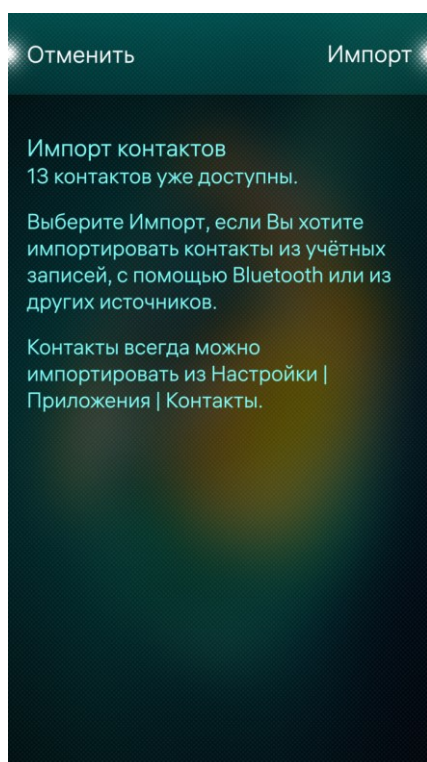 Отменить
Импорт
Импорт контактов
13 контактов уже доступны.
Выберите Импорт, если Вы хотите
импортировать контакты из учётных
записей, с помощью Bluetooth или из
других источников.
Контакты всегда можно
импортировать из Настройки |
Приложения | Контакты.